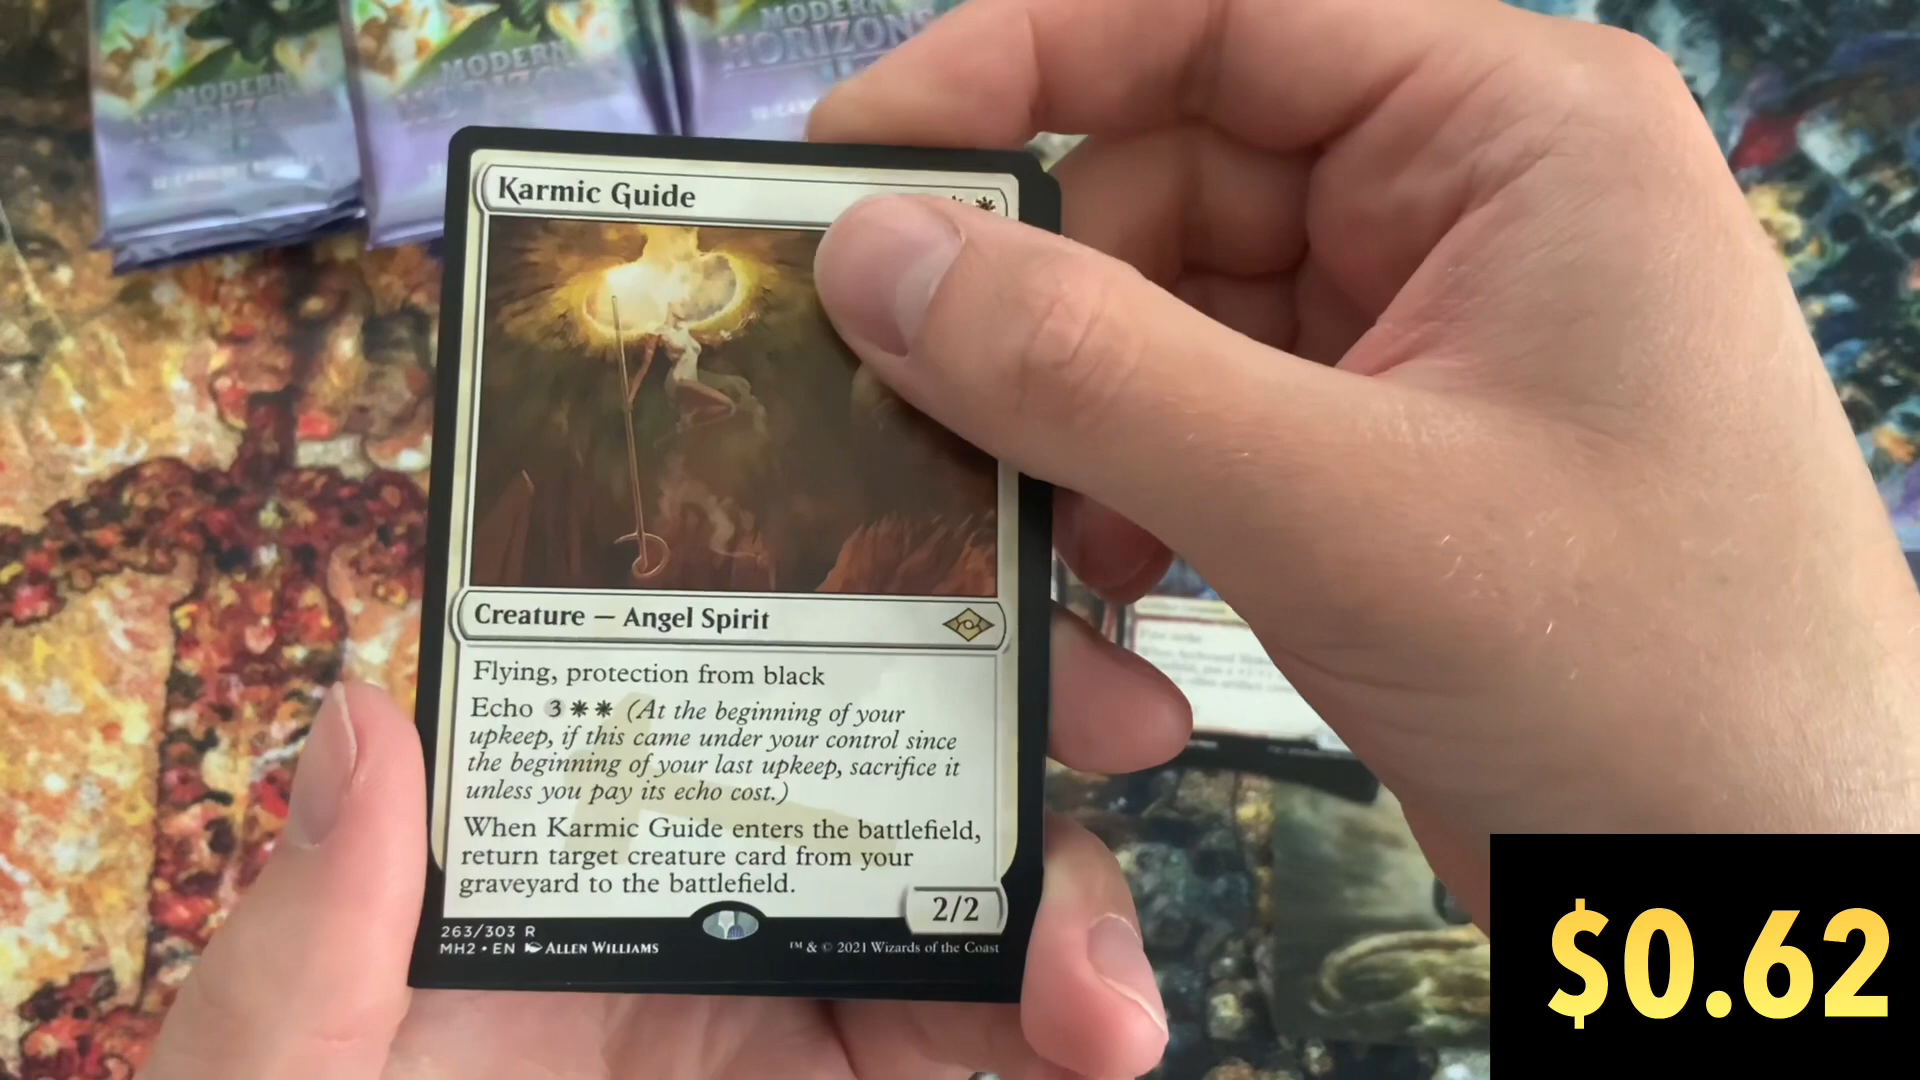 MODERN
HORIZONS
MODERN
MODERN
Karmic Guide
Creature — Angel Spirit
Flying, protection from black
Echo 3 (At the beginning of your
upkeep, if this came under your control since
the beginning of your last upkeep, sacrifice it
unless you pay its echo cost.)
When Karmic Guide enters the battlefield,
return target creature card from your
graveyard to the battlefield.
2/2
263/303 R
MH2 • EN ALLEN WILLIAMS
™ & © 2021 Wizards of the Coast
$0.62